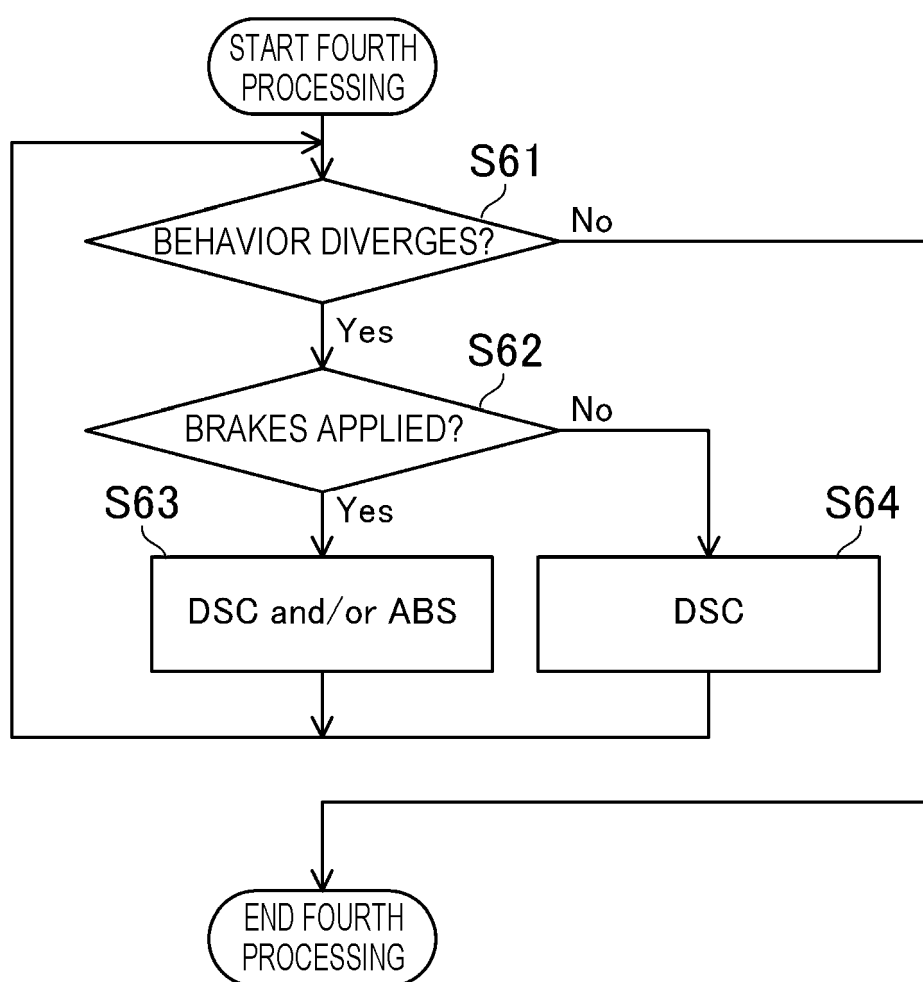 START FOURTH
PROCESSING
S61
BEHAVIOR DIVERGES?
No
Yes
S62
BRAKES APPLIED?
No
Yes
S63
S64
DSC and/or ABS
DSC
END FOURTH
PROCESSING